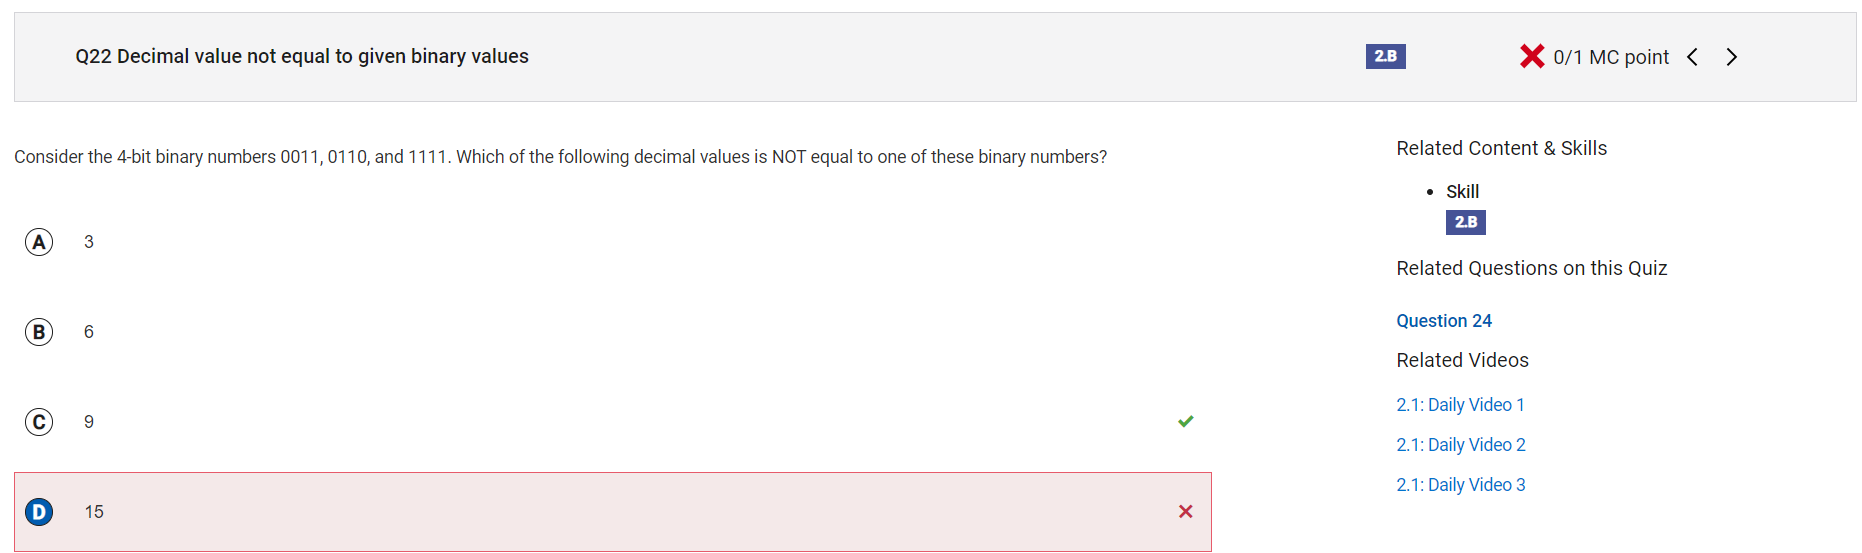 Q22 Decimal value not equal to given binary values
2.B
0/1 MC point
Consider the 4-bit binary numbers 0011, 0110, and 1111. Which of the following decimal values is NOT equal to one of these binary numbers?
A 3
B 6
C 9
D 15
Related Content & Skills
• Skill
2.B
Related Questions on this Quiz
Question 24
Related Videos
2.1: Daily Video 1
2.1: Daily Video 2
2.1: Daily Video 3